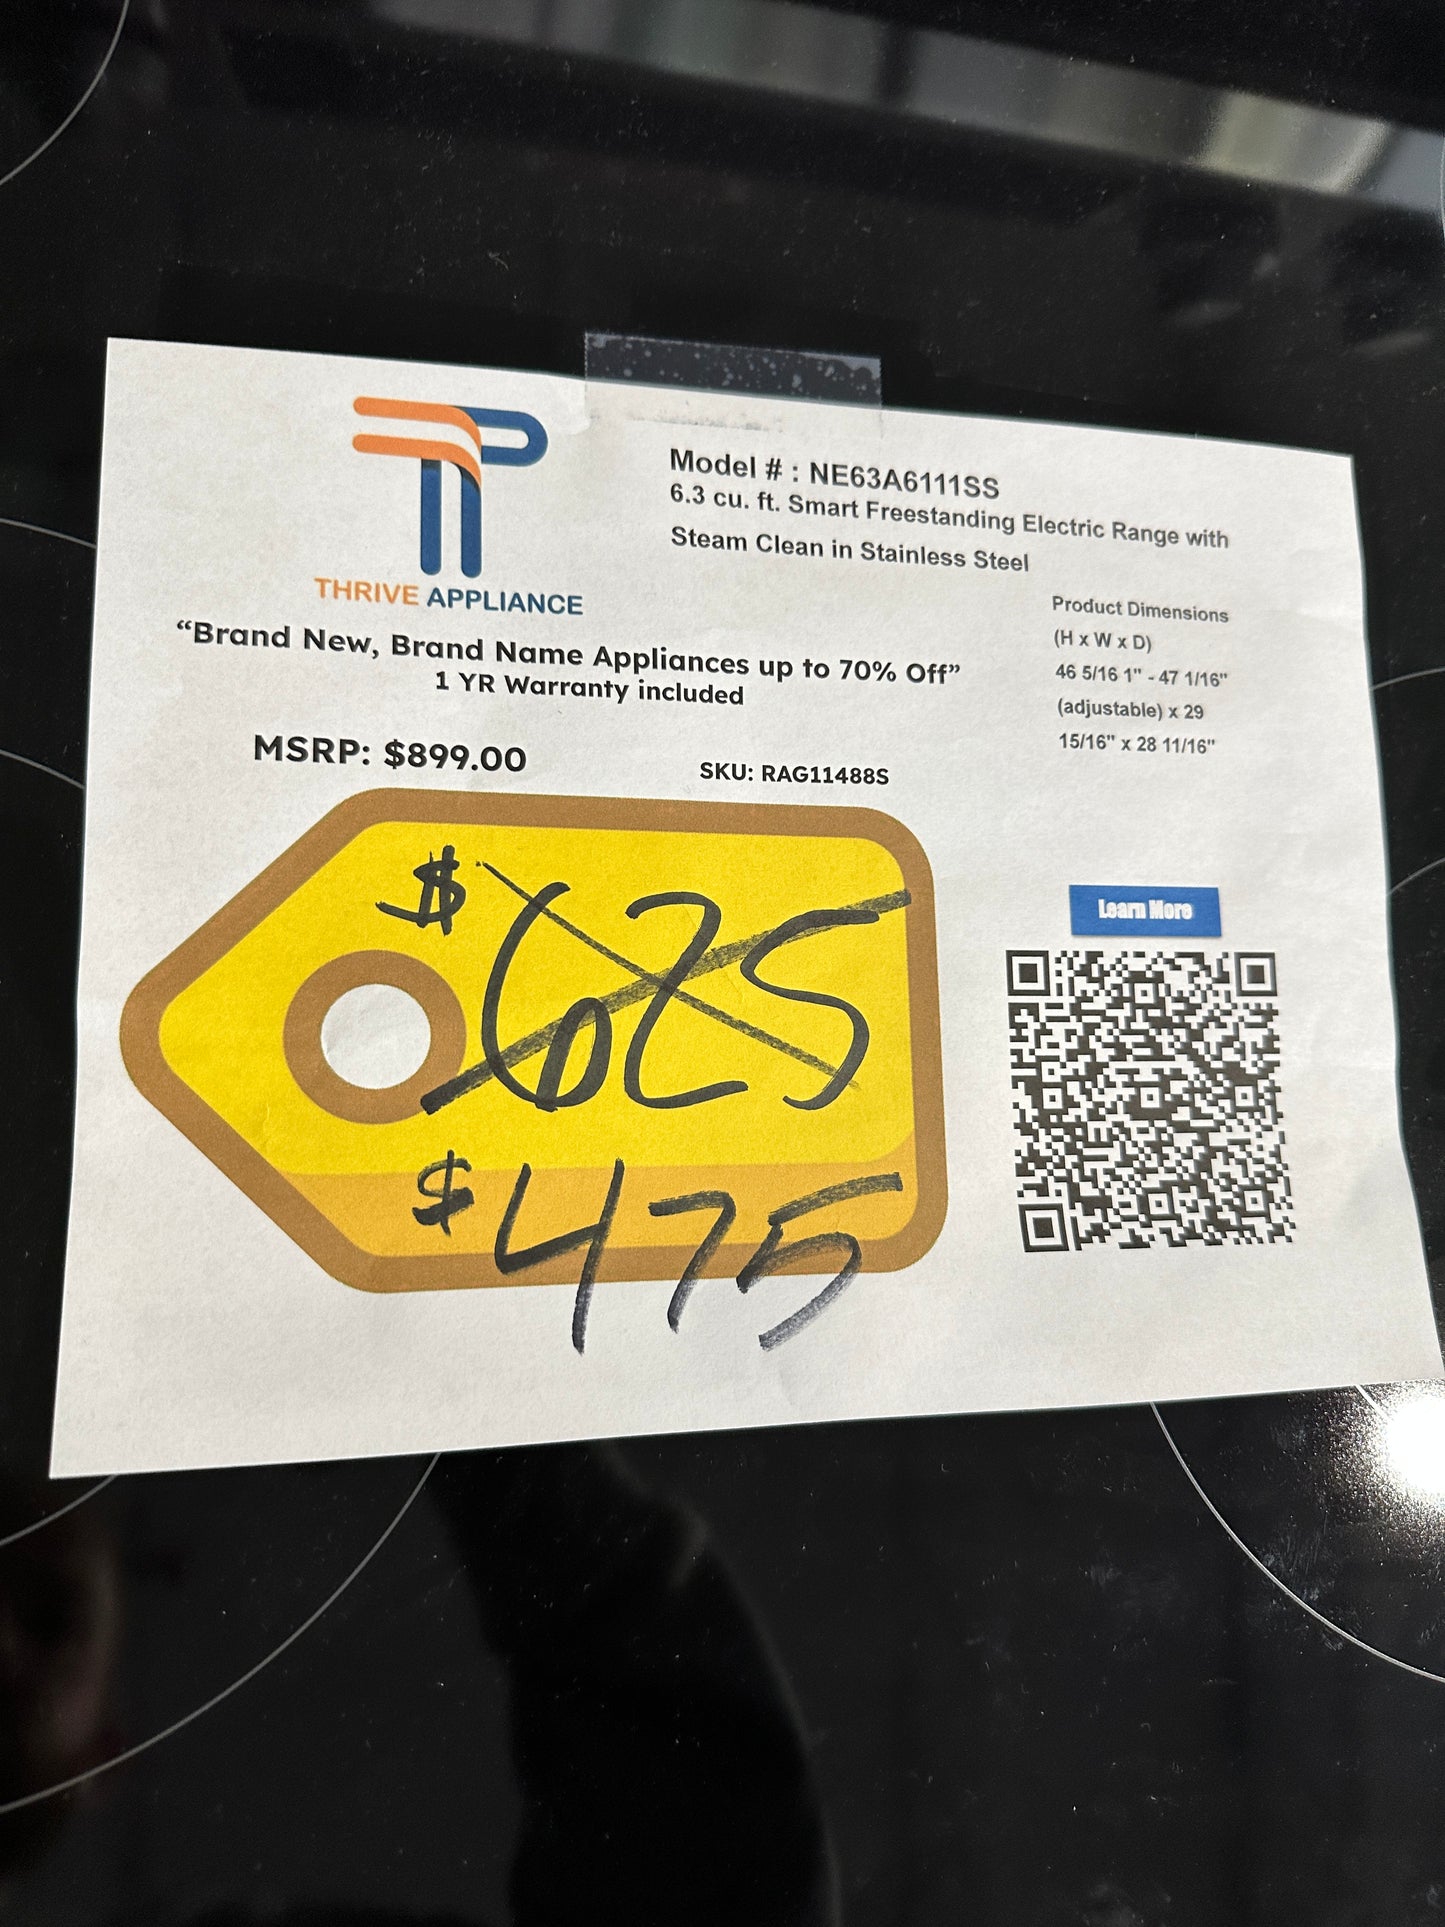 THRIVE APPLIANCE
"Brand New, Brand Name Appliances up to 70% Off"
1 YR Warranty included
MSRP: $899.00
SKU: RAG11488S
Model # : NE63A6111SS
6.3 cu. ft. Smart Freestanding Electric Range with
Steam Clean in Stainless Steel
Product Dimensions
(H x W x D)
46 5/16 1" - 47 1/16"
(adjustable) x 29
15/16" x 28 11/16"
$625
$475
Learn More